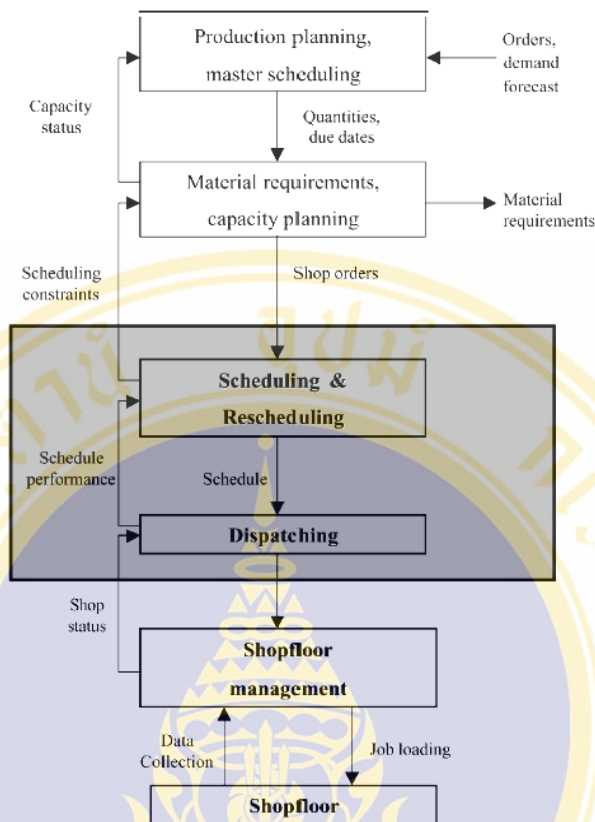 Production planning,
master scheduling
Orders,
demand
forecast
Capacity
status
Quantities,
due dates
Material requirements,
capacity planning
Material
requirements
Scheduling
constraints
Shop orders
Scheduling &
Rescheduling
Schedule
performance
Schedule
Dispatching
Shop
status
Shopfloor
management
Data
Collection
Job loading
Shopfloor